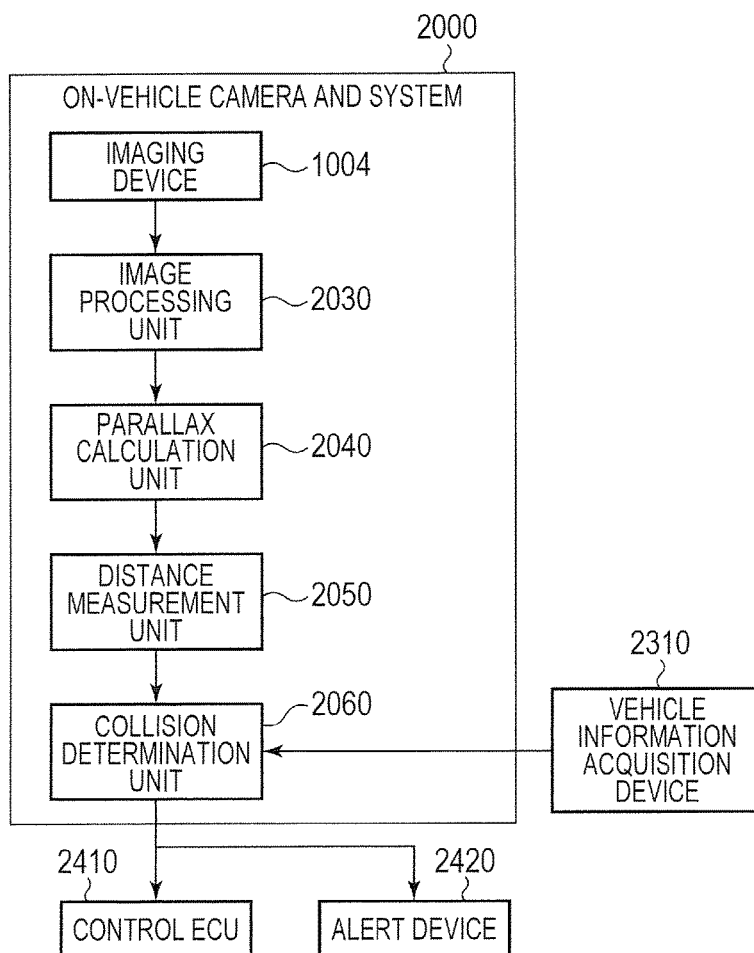 2000
ON-VEHICLE CAMERA AND SYSTEM
IMAGING
DEVICE
1004
IMAGE
PROCESSING
UNIT
2030
PARALLAX
CALCULATION
UNIT
2040
DISTANCE
MEASUREMENT
UNIT
2050
COLLISION
DETERMINATION
UNIT
2060
2310
VEHICLE
INFORMATION
ACQUISITION
DEVICE
2410
CONTROL ECU
2420
ALERT DEVICE